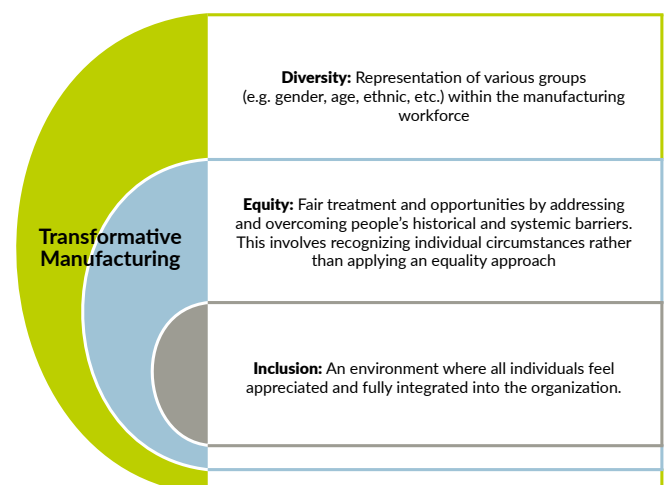 Diversity: Representation of various groups
(e.g. gender, age, ethnic, etc.) within the manufacturing
workforce
Transformative
Manufacturing
Equity: Fair treatment and opportunities by addressing
and overcoming people's historical and systemic barriers.
This involves recognizing individual circumstances rather
than applying an equality approach
Inclusion: An environment where all individuals feel
appreciated and fully integrated into the organization.